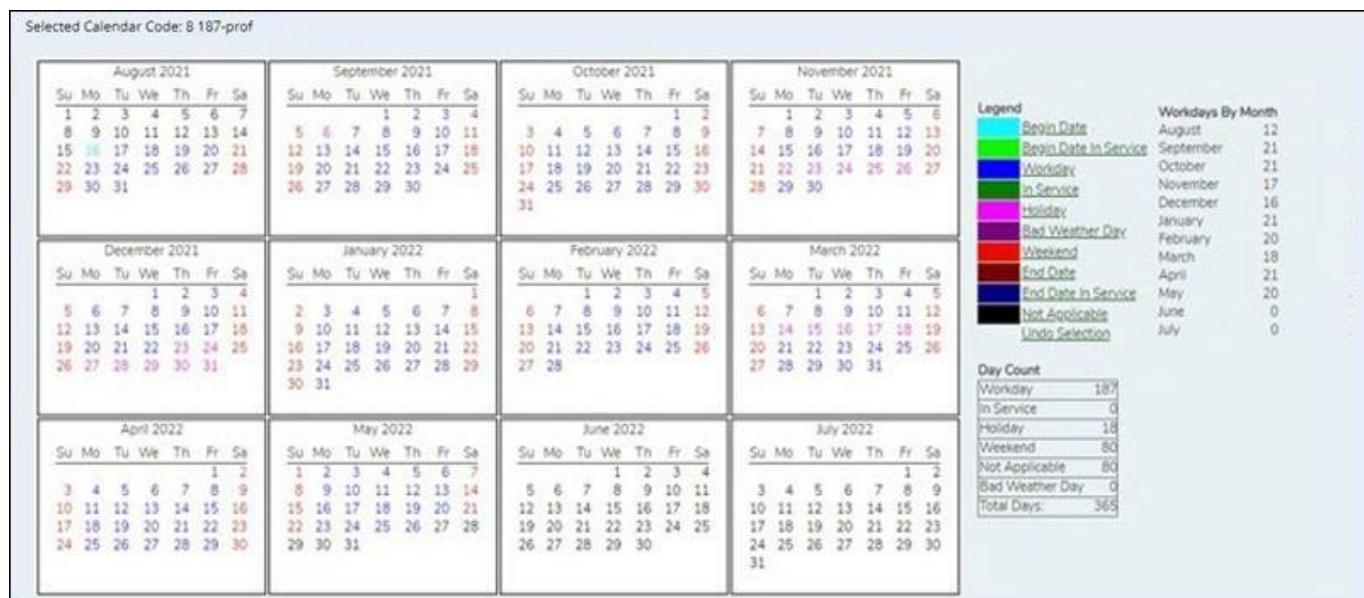 Selected Calendar Code: 8 187-prof
August 2021
Su Mo Tu We Th Fr Sa
1 2 3 4 5 6 7
8 9 10 11 12 13 14
15 16 17 18 19 20 21
22 23 24 25 26 27 28
29 30 31
September 2021
Su Mo Tu We Th Fr Sa
1 2 3 4
5 6 7 8 9 10 11
12 13 14 15 16 17 18
19 20 21 22 23 24 25
26 27 28 29 30
October 2021
Su Mo Tu We Th Fr Sa
1 2
3 4 5 6 7 8 9
10 11 12 13 14 15 16
17 18 19 20 21 22 23
24 25 26 27 28 29 30
31
November 2021
Su Mo Tu We Th Fr Sa
1 2 3 4 5 6
7 8 9 10 11 12 13
14 15 16 17 18 19 20
21 22 23 24 25 26 27
28 29 30
December 2021
Su Mo Tu We Th Fr Sa
1 2 3 4
5 6 7 8 9 10 11
12 13 14 15 16 17 18
19 20 21 22 23 24 25
26 27 28 29 30 31
January 2022
Su Mo Tu We Th Fr Sa
1
2 3 4 5 6 7 8
9 10 11 12 13 14 15
16 17 18 19 20 21 22
23 24 25 26 27 28 29
30 31
February 2022
Su Mo Tu We Th Fr Sa
1 2 3 4 5
6 7 8 9 10 11 12
13 14 15 16 17 18 19
20 21 22 23 24 25 26
27 28
March 2022
Su Mo Tu We Th Fr Sa
1 2 3 4 5
6 7 8 9 10 11 12
13 14 15 16 17 18 19
20 21 22 23 24 25 26
27 28 29 30 31
April 2022
Su Mo Tu We Th Fr Sa
1 2
3 4 5 6 7 8 9
10 11 12 13 14 15 16
17 18 19 20 21 22 23
24 25 26 27 28 29 30
May 2022
Su Mo Tu We Th Fr Sa
1 2 3 4 5 6 7
8 9 10 11 12 13 14
15 16 17 18 19 20 21
22 23 24 25 26 27 28
29 30 31
June 2022
Su Mo Tu We Th Fr Sa
1 2 3 4
5 6 7 8 9 10 11
12 13 14 15 16 17 18
19 20 21 22 23 24 25
26 27 28 29 30
July 2022
Su Mo Tu We Th Fr Sa
1 2
3 4 5 6 7 8 9
10 11 12 13 14 15 16
17 18 19 20 21 22 23
24 25 26 27 28 29 30
31
Legend
Begin Date
Begin Date In Service
Workday
In Service
Holiday
Bad Weather Day
Weekend
End Date
End Date In Service
Not Applicable
Undo Selection
Workdays By Month
August 12
September 21
October 21
November 17
December 16
January 21
February 20
March 18
April 21
May 20
June 0
July 0
Day Count
Workday 187
In Service 0
Holiday 18
Weekend 80
Not Applicable 80
Bad Weather Day 0
Total Days: 365